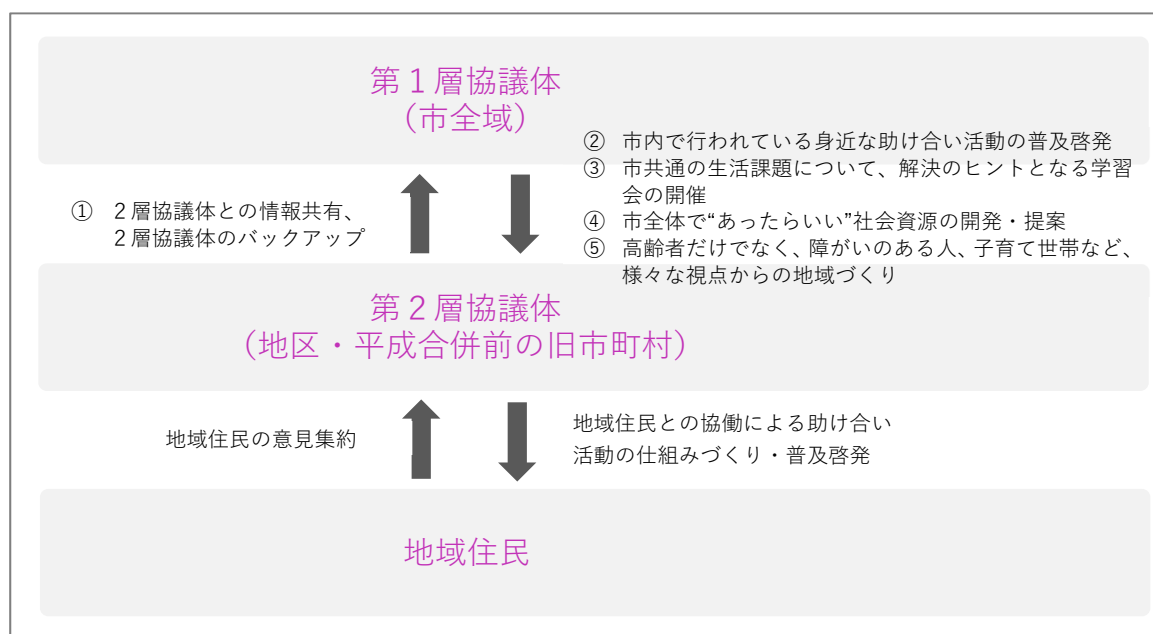 第１層協議体
（市全域）
① ２層協議体との情報共有、
２層協議体のバックアップ
② 市内で行われている身近な助け合い活動の普及啓発
③ 市共通の生活課題について、解決のヒントとなる学習
会の開催
④ 市全体で“あったらいい”社会資源の開発・提案
⑤ 高齢者だけでなく、障がいのある人、子育て世帯など、
様々な視点からの地域づくり
第２層協議体
（地区・平成合併前の旧市町村）
地域住民の意見集約
地域住民との協働による助け合い
活動の仕組みづくり・普及啓発
地域住民